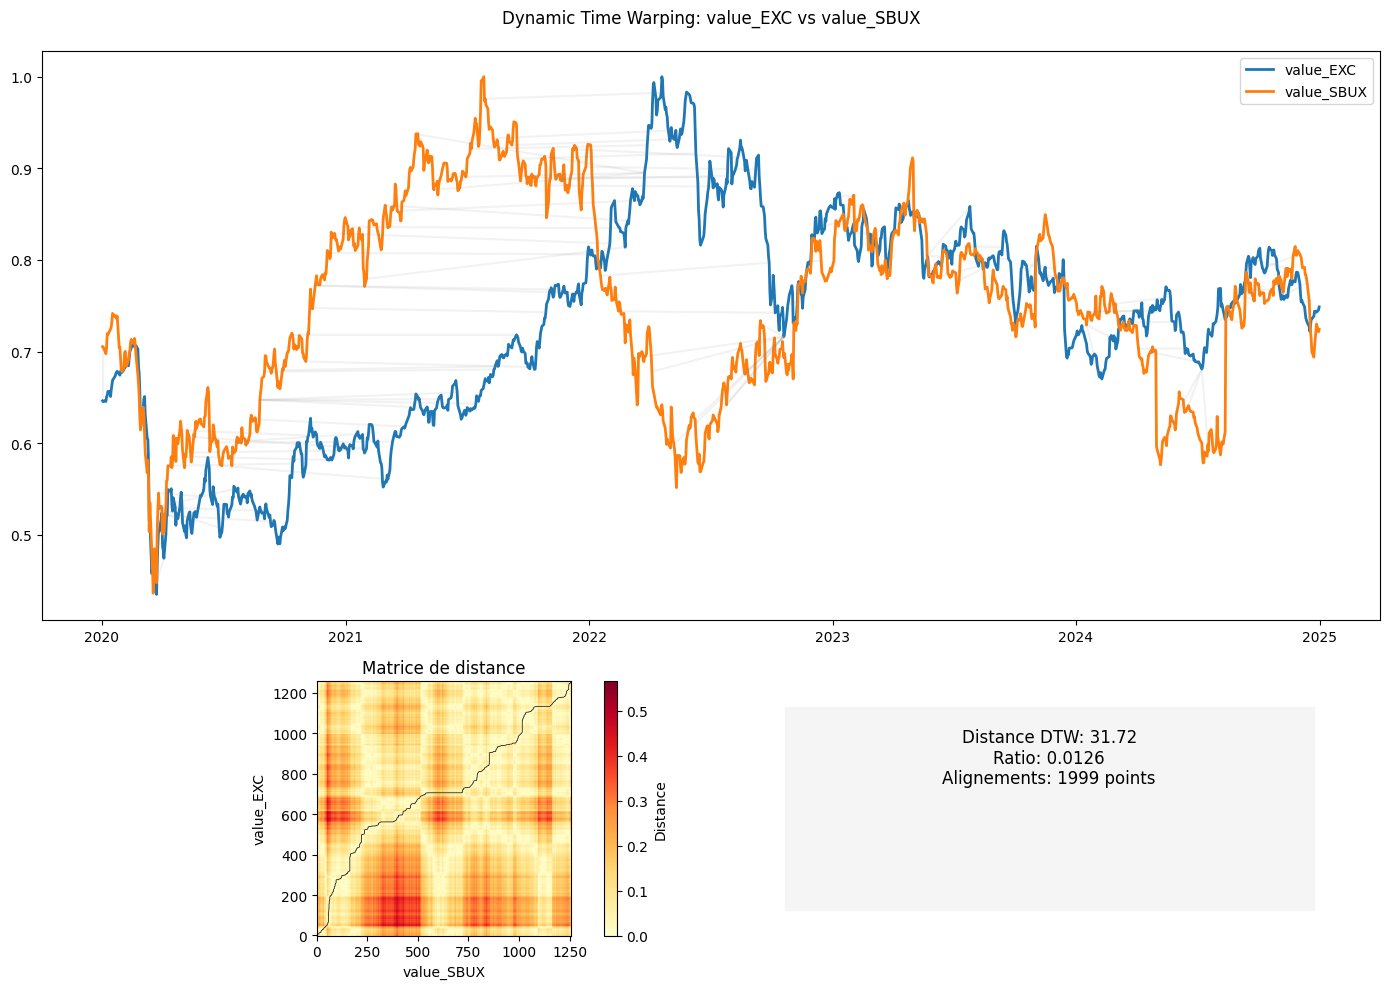 Dynamic Time Warping: value_EXC vs value_SBUX
value_EXC
value_SBUX
1.0
0.9
0.8
0.7
0.6
0.5
2020 2021 2022 2023 2024 2025
Matrice de distance
1200
1000
800
600
400
200
0
value_EXC
0 250 500 750 1000 1250
value_SBUX
0.5
0.4
0.3
0.2
0.1
0.0
Distance
Distance DTW: 31.72
Ratio: 0.0126
Alignements: 1999 points